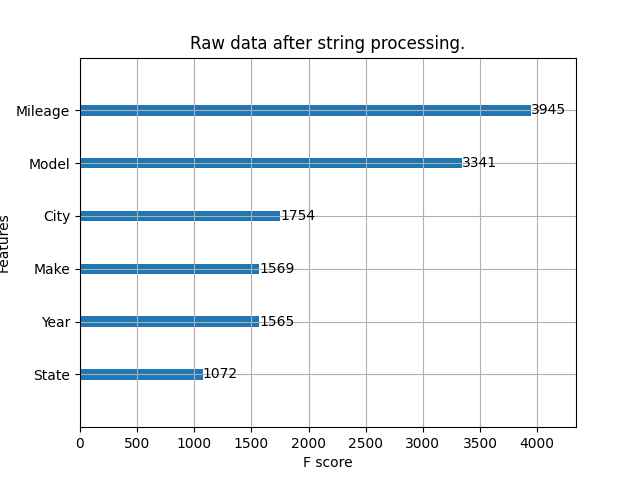 Raw data after string processing.
Mileage 3945
Model 3341
City 1754
Make 1569
Year 1565
State 1072
Features
0 500 1000 1500 2000 2500 3000 3500 4000
F score